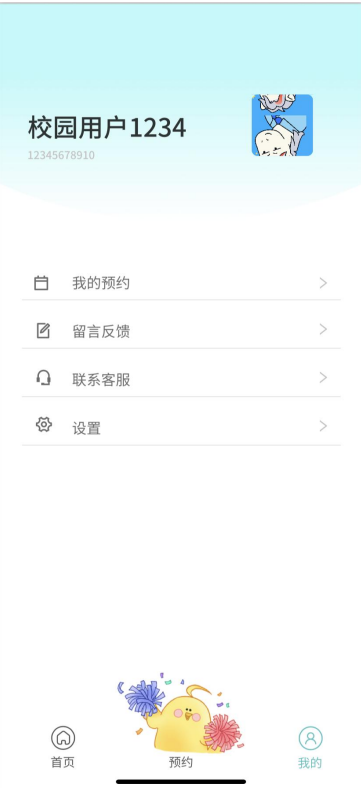 校园用户1234
12345678910
我的预约
留言反馈
联系客服
设置
首页
预约
我的